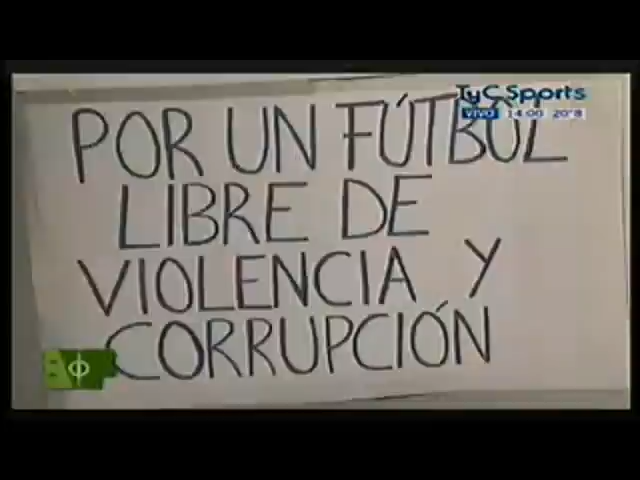 TyC Sports
VIVO 14:00 20°8
POR UN FÚTBOL
LIBRE DE
VIOLENCIA Y
CORRUPCIÓN